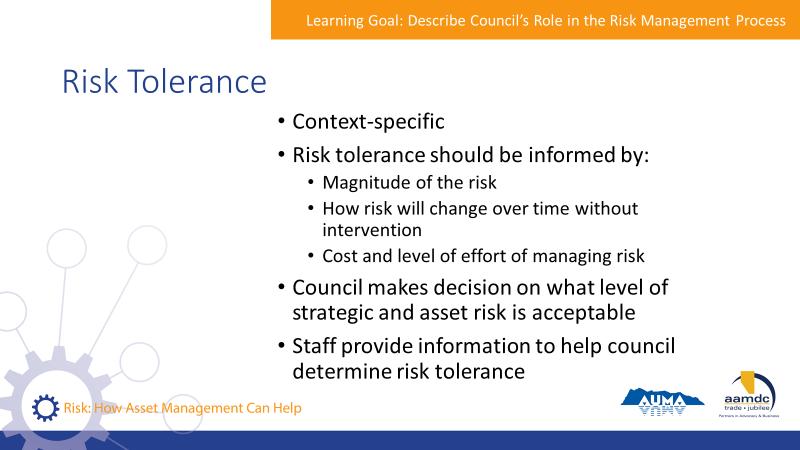 Learning Goal: Describe Council's Role in the Risk Management Process
Risk Tolerance
• Context-specific
• Risk tolerance should be informed by:
• Magnitude of the risk
• How risk will change over time without
intervention
• Cost and level of effort of managing risk
• Council makes decision on what level of
strategic and asset risk is acceptable
• Staff provide information to help council
determine risk tolerance
Risk: How Asset Management Can Help
AUMA
aamdc
trade • jubilee
Partners in Advocacy & Business